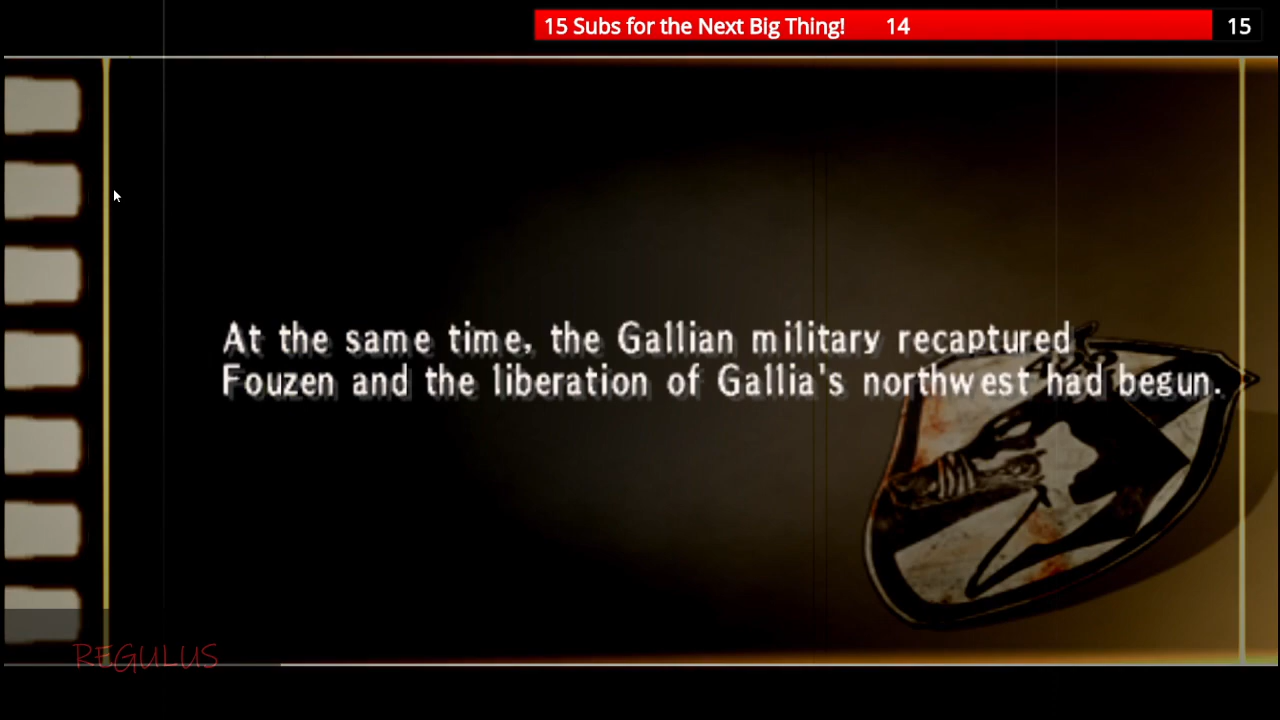 15 Subs for the Next Big Thing! 14 15
At the same time, the Gallian military recaptured
Fouzen and the liberation of Gallia's northwest had begun.
422
REGULUS